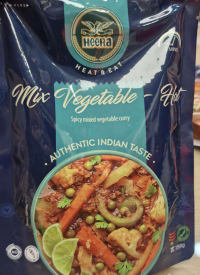 HEERA
HEAT & EAT
Mix Vegetable - Hot
Spicy mixed vegetable curry
• AUTHENTIC INDIAN TASTE •